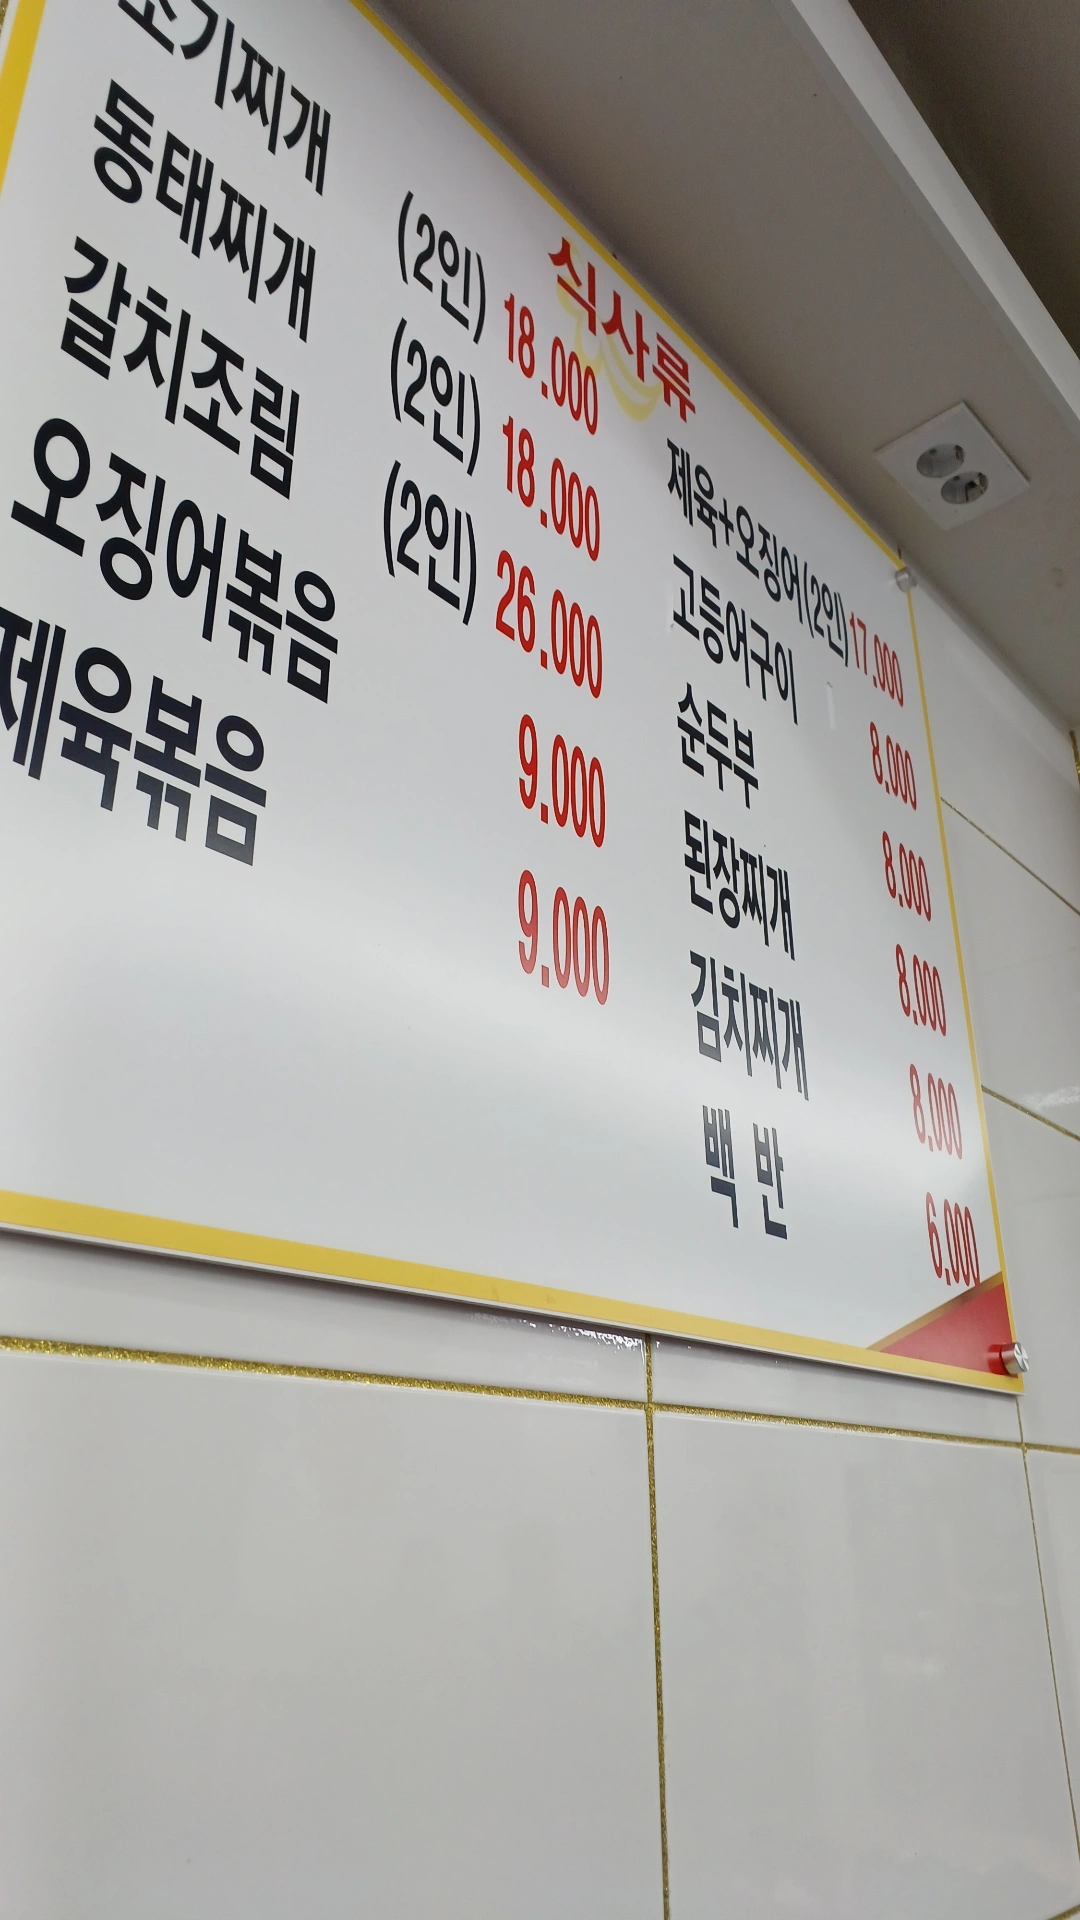 식사류
기찌개 (2인) 18.000
동태찌개 (2인) 18.000
갈치조림 (2인) 26.000
오징어볶음 9.000
제육볶음 9.000
제육+오징어(2인) 17.000
고등어구이 8.000
순두부 8.000
된장찌개 8.000
김치찌개 8.000
백 반 6.000